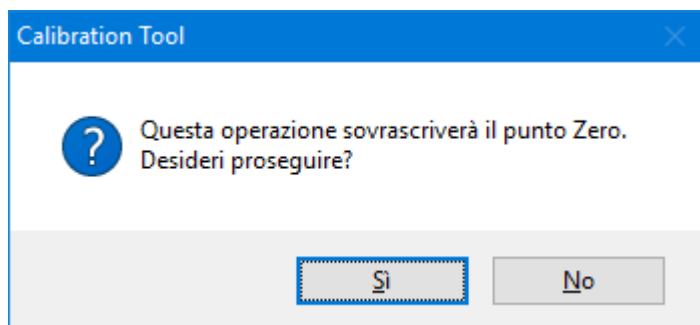 Calibration Tool
Questa operazione sovrascriverà il punto Zero.
Desideri proseguire?
Sì
No